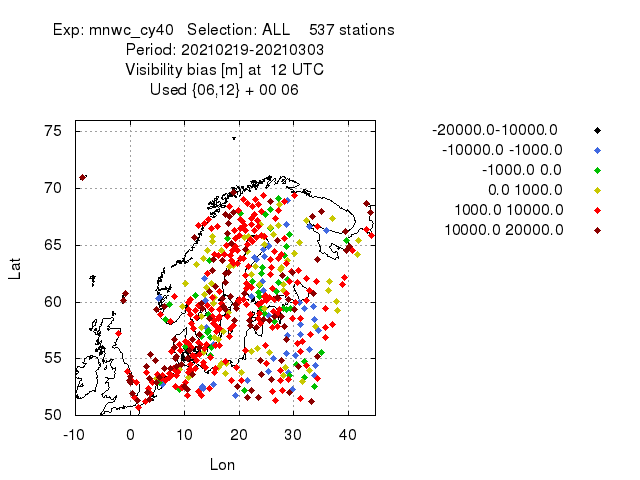 Exp: mnwc_cy40   Selection: ALL    537 stations
Period: 20210219-20210303
Visibility bias [m] at  12 UTC
Used {06,12} + 00 06
-20000.0-10000.0
-10000.0 -1000.0
-1000.0 0.0
0.0 1000.0
1000.0 10000.0
10000.0 20000.0
75
70
65
60
55
50
Lat
-10 0 10 20 30 40
Lon